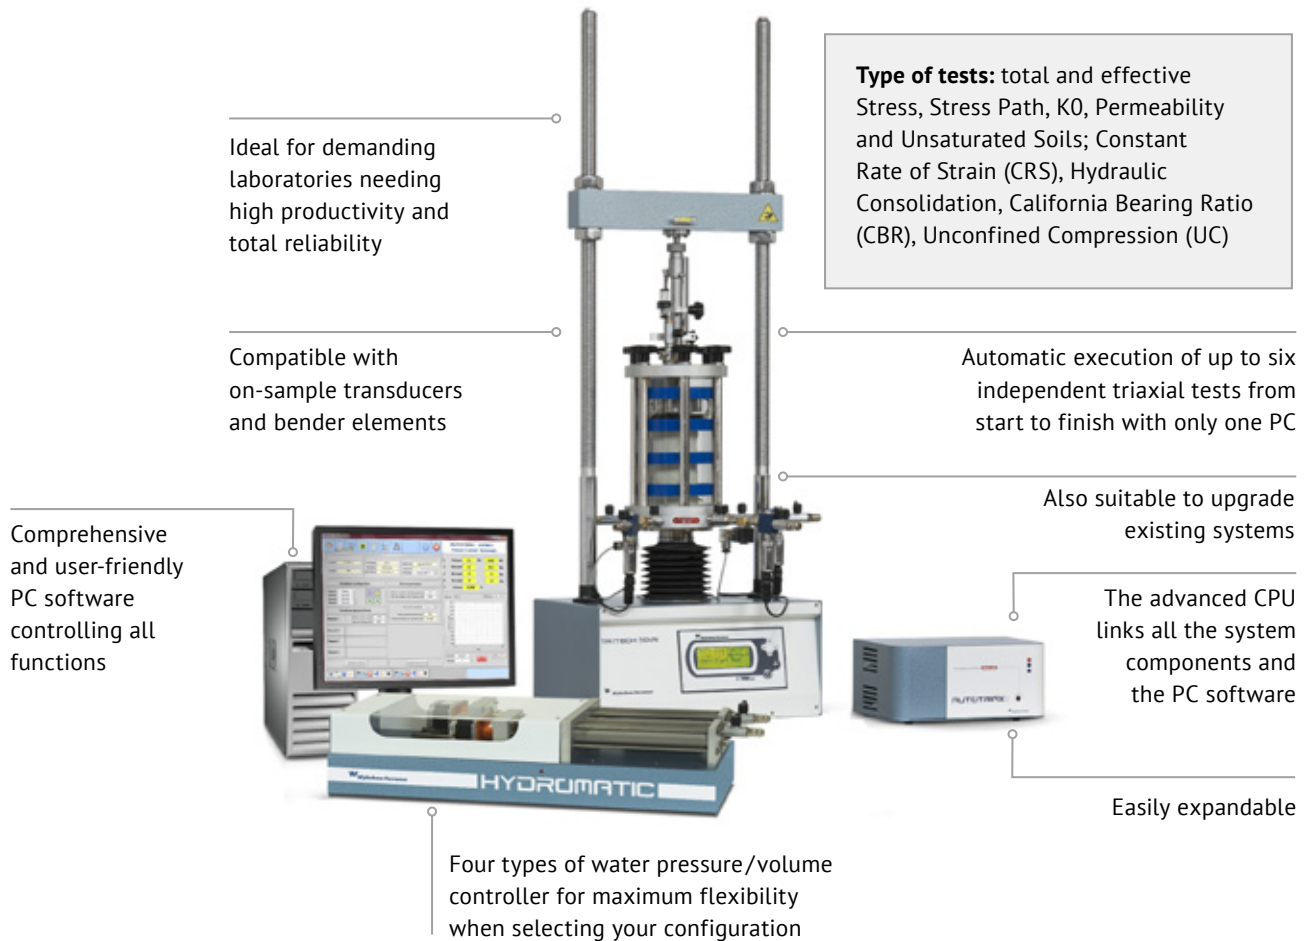 Type of tests: total and effective
Stress, Stress Path, K0, Permeability
and Unsaturated Soils; Constant
Rate of Strain (CRS), Hydraulic
Consolidation, California Bearing Ratio
(CBR), Unconfined Compression (UC)
Ideal for demanding
laboratories needing
high productivity and
total reliability
Compatible with
on-sample transducers
and bender elements
Automatic execution of up to six
independent triaxial tests from
start to finish with only one PC
Also suitable to upgrade
existing systems
Comprehensive
and user-friendly
PC software
controlling all
functions
The advanced CPU
links all the system
components and
the PC software
Easily expandable
AUTOTRIAX
Wykeham Farrance
HYDROMATIC
Four types of water pressure/volume
controller for maximum flexibility
when selecting your configuration